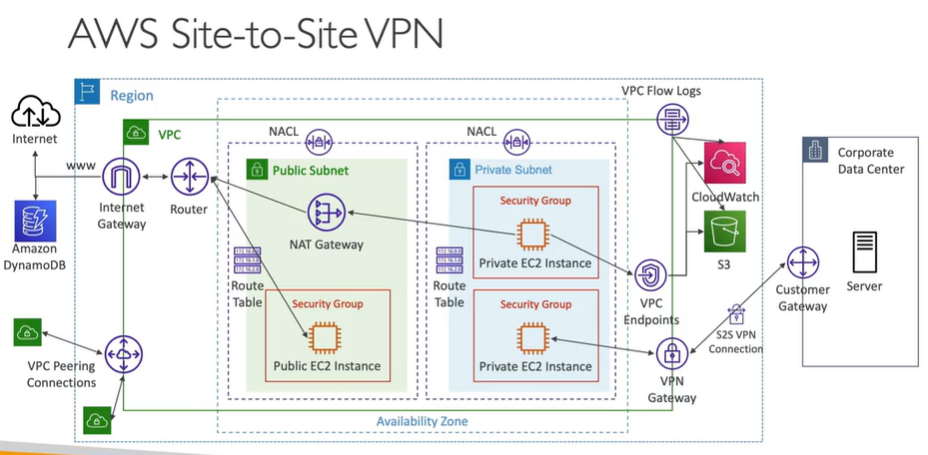 AWS Site-to-Site VPN
Region
VPC Flow Logs
Internet
VPC
NACL
NACL
Corporate
Data Center
www
Public Subnet
Private Subnet
Security Group
CloudWatch
Internet
Gateway
Router
NAT Gateway
Private EC2 Instance
S3
Amazon
DynamoDB
Route
Table
Route
Table
Security Group
Security Group
VPC
Endpoints
Customer
Gateway
Server
S2S VPN
Connection
VPC Peering
Connections
Public EC2 Instance
Private EC2 Instance
VPN
Gateway
Availability Zone